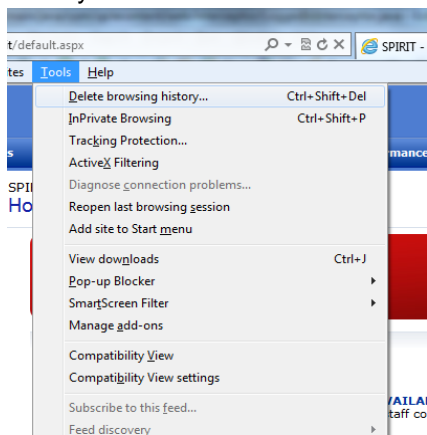 t/default.aspx
SPIRIT -
tes Tools Help
Delete browsing history... Ctrl+Shift+Del
InPrivate Browsing Ctrl+Shift+P
Tracking Protection...
ActiveX Filtering
Diagnose connection problems...
Reopen last browsing session
Add site to Start menu
View downloads Ctrl+J
Pop-up Blocker
SmartScreen Filter
Manage add-ons
Compatibility View
Compatibility View settings
Subscribe to this feed...
Feed discovery
s
rmance
SPI
Ho
VAILA
taff co